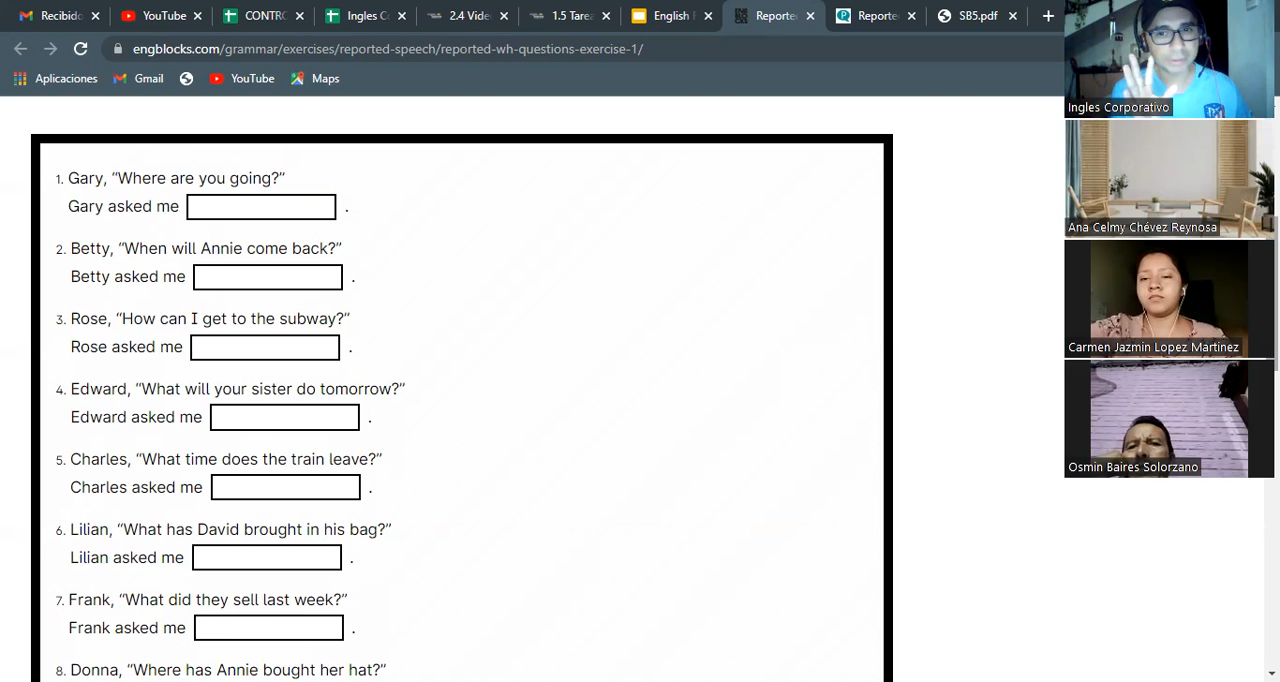 Recibido
YouTube
CONTRO
Ingles Co
2.4 Vide
1.5 Tarea
English
Reporte
Reporte
SB5.pdf
engblocks.com/grammar/exercises/reported-speech/reported-wh-questions-exercise-1/
Aplicaciones
Gmail
YouTube
Maps
1. Gary, “Where are you going?”
Gary asked me .
2. Betty, “When will Annie come back?”
Betty asked me .
3. Rose, “How can I get to the subway?”
Rose asked me .
4. Edward, “What will your sister do tomorrow?”
Edward asked me .
5. Charles, “What time does the train leave?”
Charles asked me .
6. Lilian, “What has David brought in his bag?”
Lilian asked me .
7. Frank, “What did they sell last week?”
Frank asked me .
8. Donna, “Where has Annie bought her hat?”
Ingles Corporativo
Ana Celmy Chévez Reynosa
Carmen Jazmin Lopez Martinez
Osmin Baires Solorzano